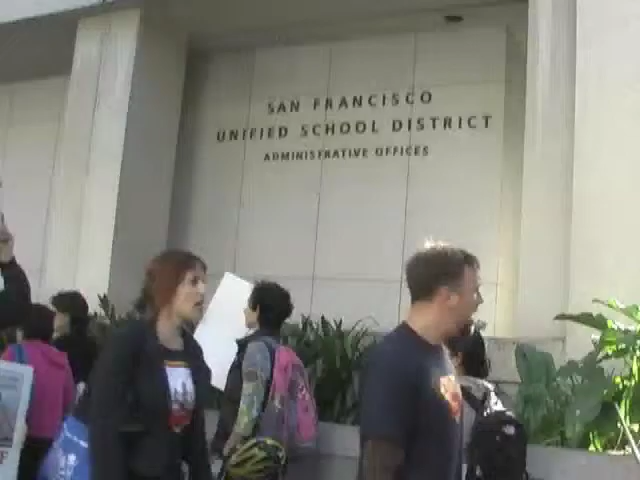 SAN FRANCISCO
UNIFIED SCHOOL DISTRICT
ADMINISTRATIVE OFFICES